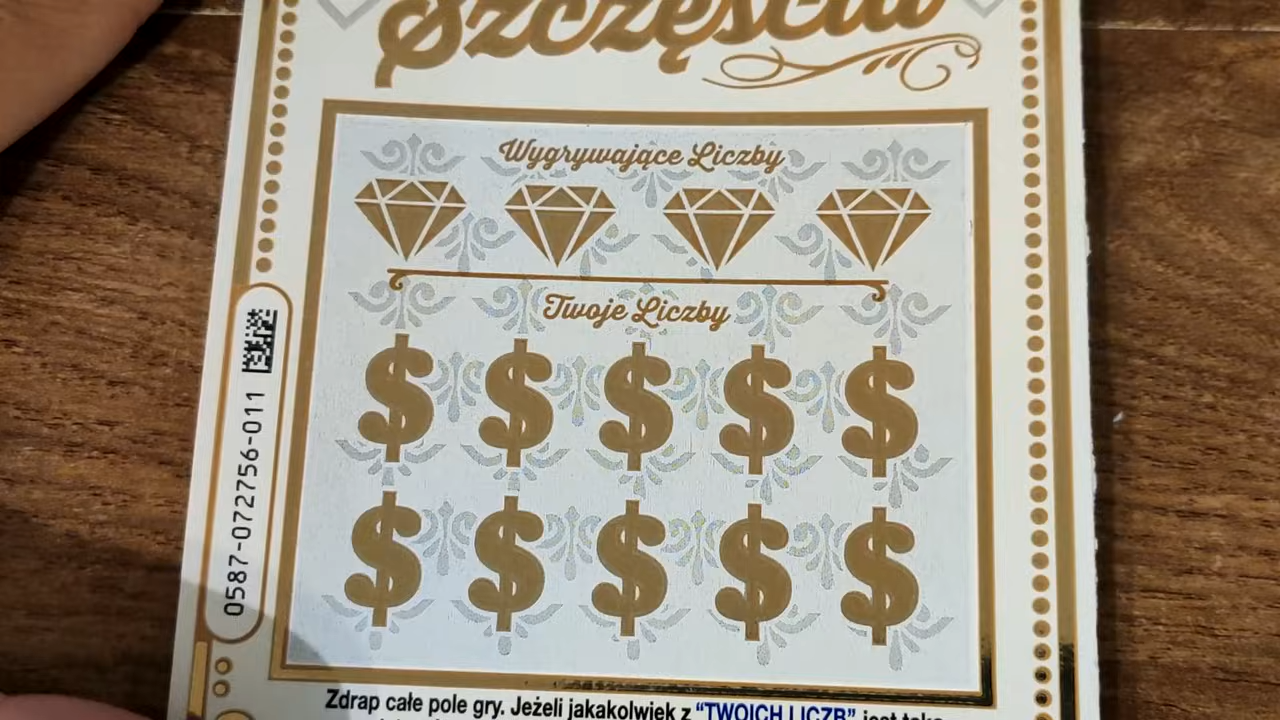 Szczęścia
Wygrywające Liczby
Twoje Liczby
$ $ $ $ $
$ $ $ $ $
0587-072756-011
Zdrap całe pole gry. Jeżeli jakakolwiek z “TWOICH LICZB” jest taka